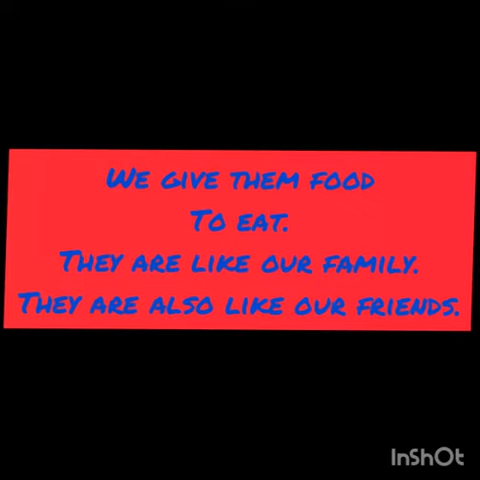 We give them food
To eat.
They are like our family.
They are also like our friends.
InShOt